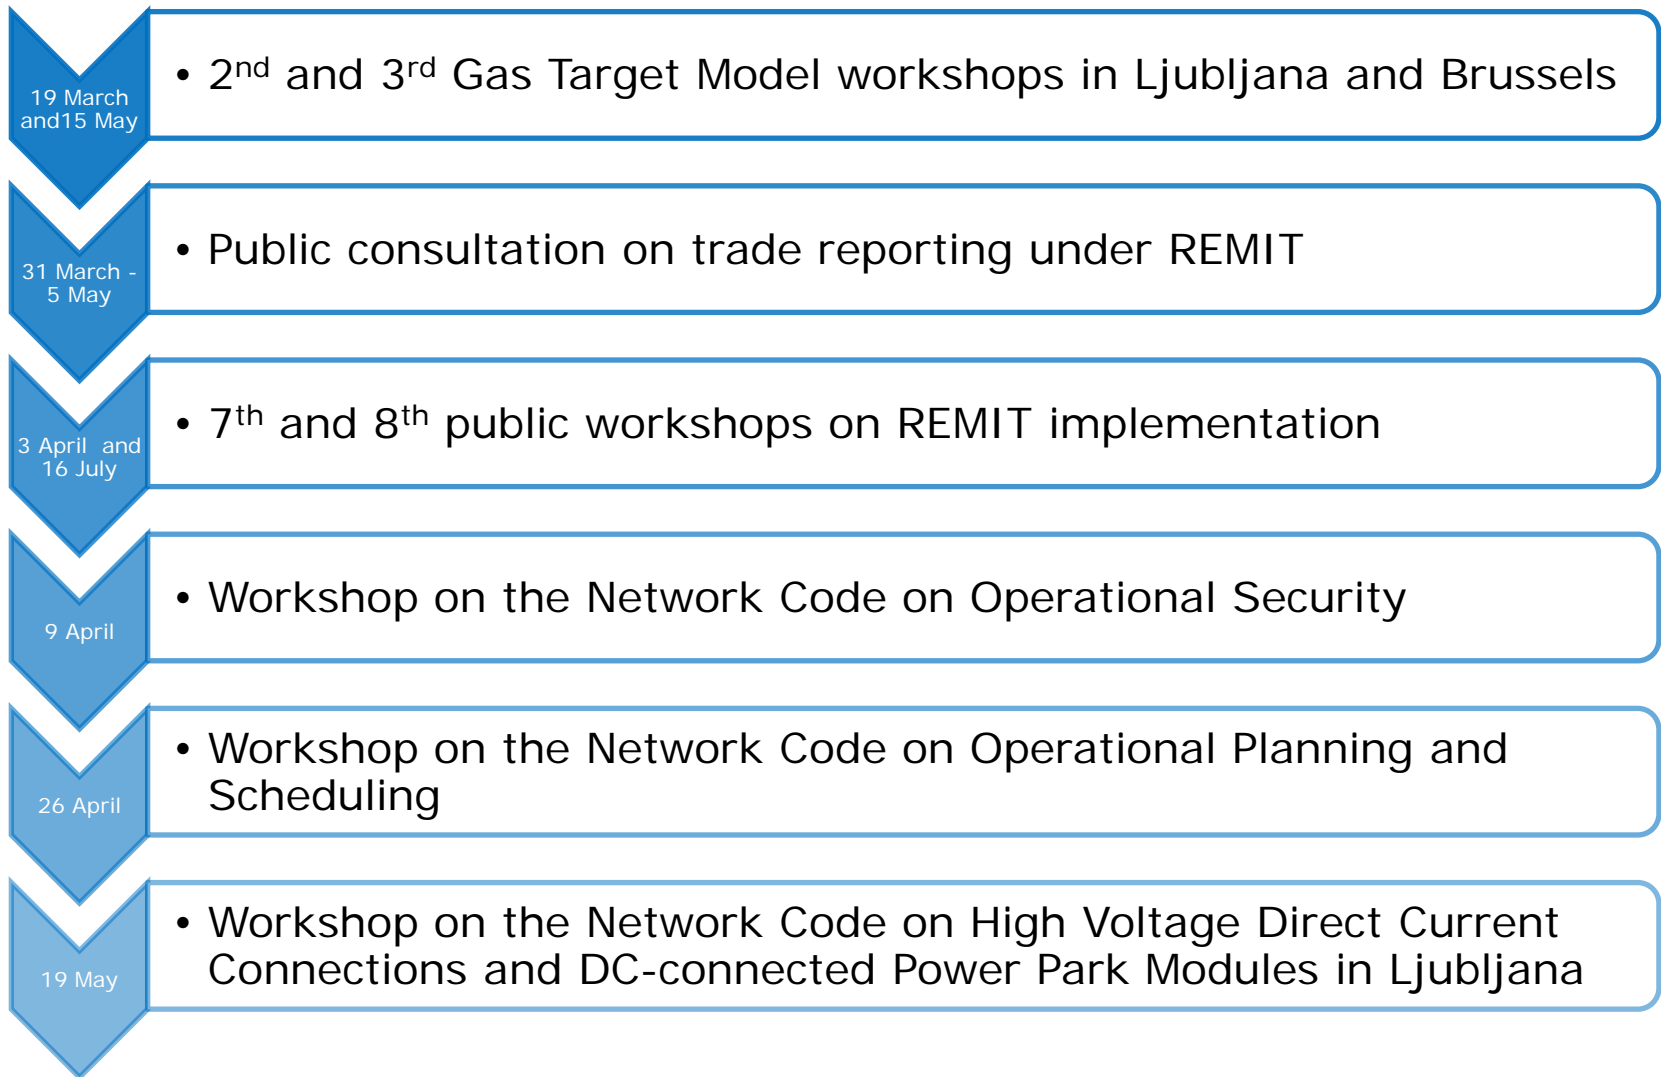 19 March
and15 May
• 2nd and 3rd Gas Target Model workshops in Ljubljana and Brussels
31 March -
5 May
• Public consultation on trade reporting under REMIT
3 April and
16 July
• 7th and 8th public workshops on REMIT implementation
9 April
• Workshop on the Network Code on Operational Security
26 April
• Workshop on the Network Code on Operational Planning and
Scheduling
19 May
• Workshop on the Network Code on High Voltage Direct Current
Connections and DC-connected Power Park Modules in Ljubljana